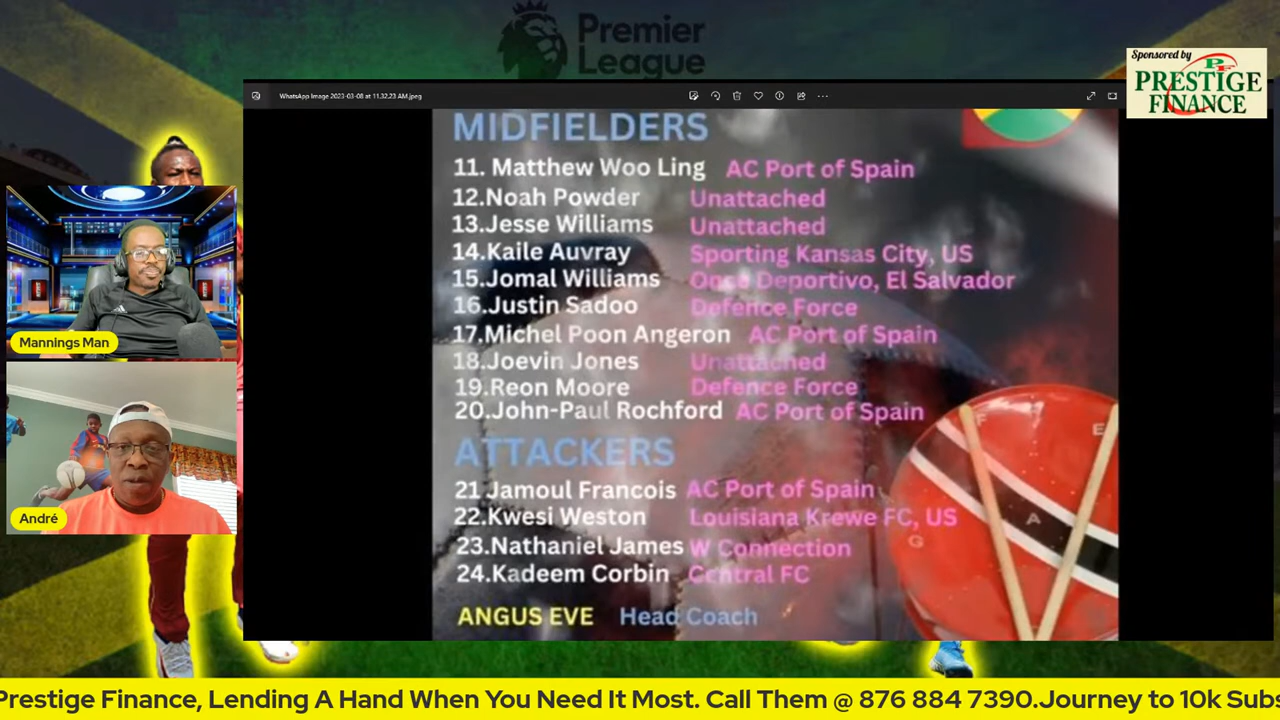 Premier
League
Sponsored by
PF
PRESTIGE
FINANCE
WhatsApp Image 2023-03-08 at 11.32.23 AM.jpeg
MIDFIELDERS
11. Matthew Woo Ling AC Port of Spain
12.Noah Powder Unattached
13.Jesse Williams Unattached
14.Kaile Auvray Sporting Kansas City, US
15.Jomal Williams Once Deportivo, El Salvador
16.Justin Sadoo Defence Force
17.Michel Poon Angeron AC Port of Spain
18.Joevin Jones Unattached
19.Reon Moore Defence Force
20.John-Paul Rochford AC Port of Spain
ATTACKERS
21 Jamoul Francois AC Port of Spain
22.Kwesi Weston Louisiana Krewe FC, US
23.Nathaniel James W Connection
24.Kadeem Corbin Central FC
ANGUS EVE Head Coach
F
E
A
G
Mannings Man
André
Prestige Finance, Lending A Hand When You Need It Most. Call Them @ 876 884 7390.Journey to 10k Subs